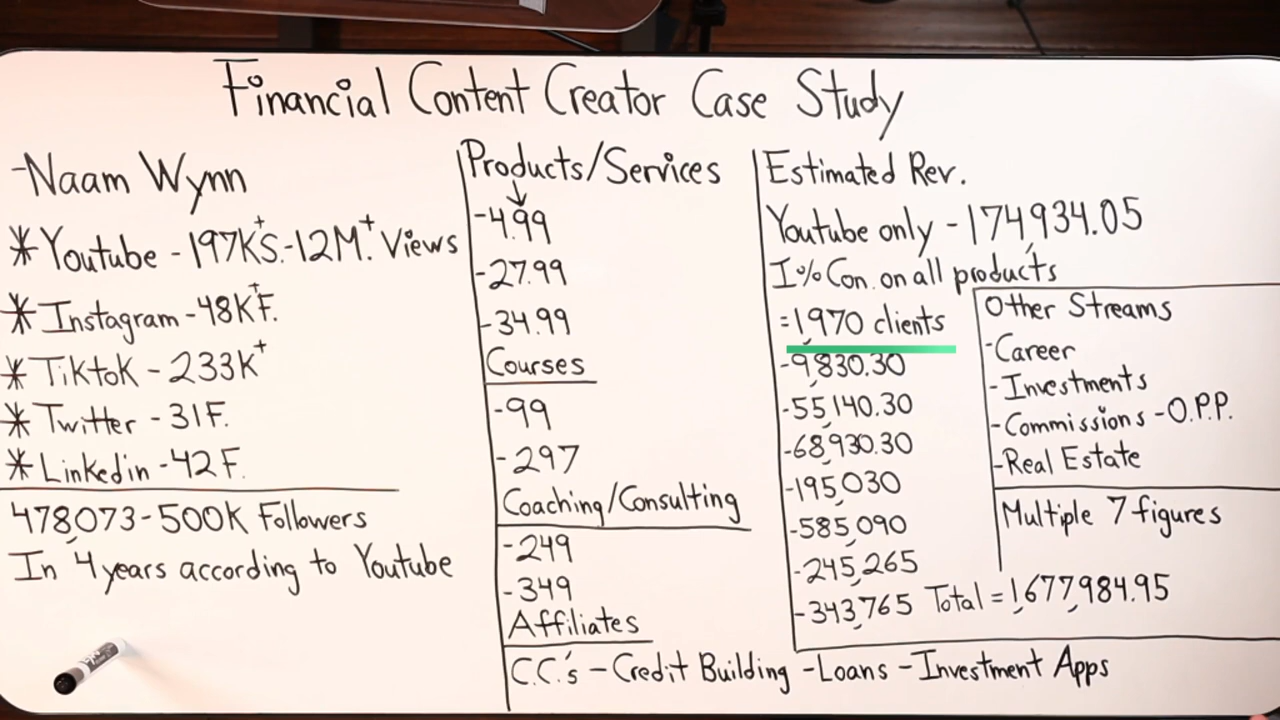 Financial Content Creator Case Study
-Naam Wynn
* Youtube - 197K+S.-12M.+ Views
* Instagram - 48K+F.
* Tiktok - 233K+
* Twitter - 31F.
* Linkedin - 42F.
478,073 - 500K Followers
In 4 years according to Youtube
Products/Services
↓
-4.99
-27.99
-34.99
Courses
-99
-297
Coaching/Consulting
-249
-349
Affiliates
C.C.'s - Credit Building - Loans - Investment Apps
Estimated Rev.
Youtube only - 174,934.05
1% Con. on all products
=1,970 clients
-9,830.30
-55,140.30
-68,930.30
-195,030
-585,090
-245,265
-343,765 Total = 1,677,984.95
Other Streams
-Career
-Investments
-Commissions - O.P.P.
-Real Estate
Multiple 7 figures